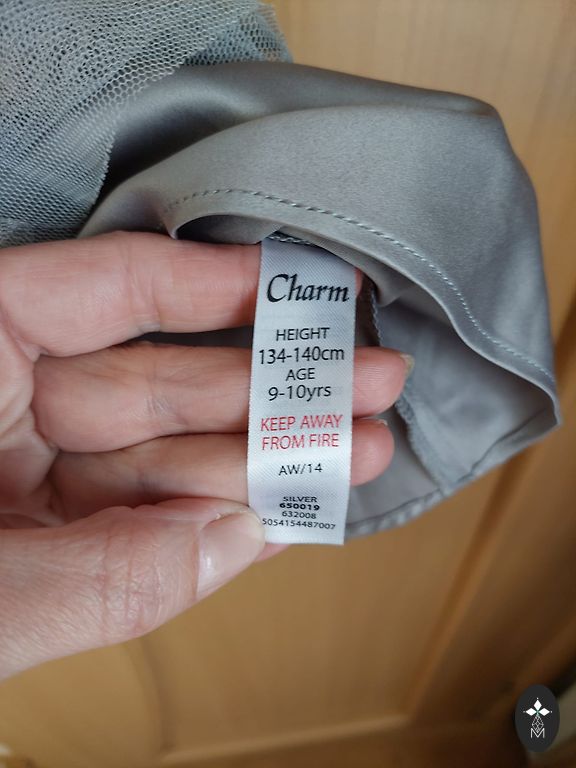 Charm
HEIGHT
134-140cm
AGE
9-10yrs
KEEP AWAY
FROM FIRE
AW/14
SILVER
650019
632008
5054154487007
M